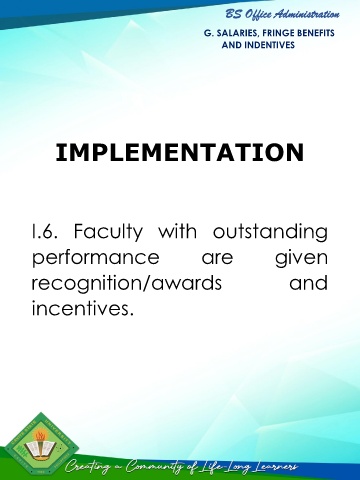 BS Office Administration
G. SALARIES, FRINGE BENEFITS
AND INDENTIVES
IMPLEMENTATION
I.6. Faculty with outstanding
performance are given
recognition/awards and
incentives.
Creating a Community of Life-Long Learners